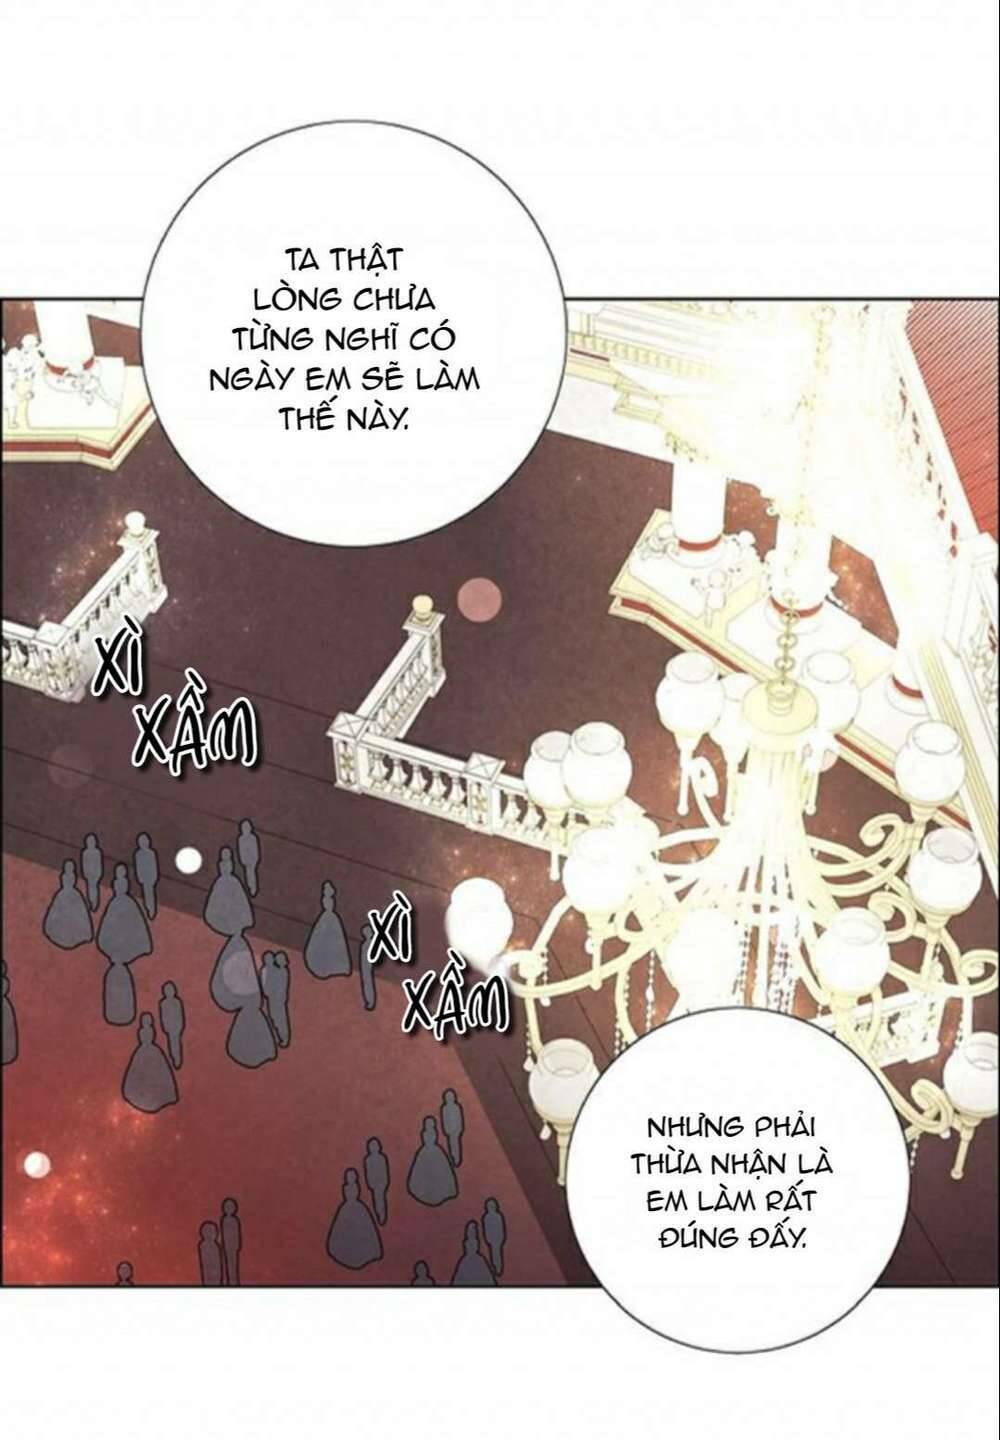 TA THẬT
LÒNG CHƯA
TỪNG NGHĨ CÓ
NGÀY EM SẼ LÀM
THẾ NÀY.
XÌ
XẦM
XÌ
XẦM
NHƯNG PHẢI
THỪA NHẬN LÀ
EM LÀM RẤT
ĐÚNG ĐẤY.